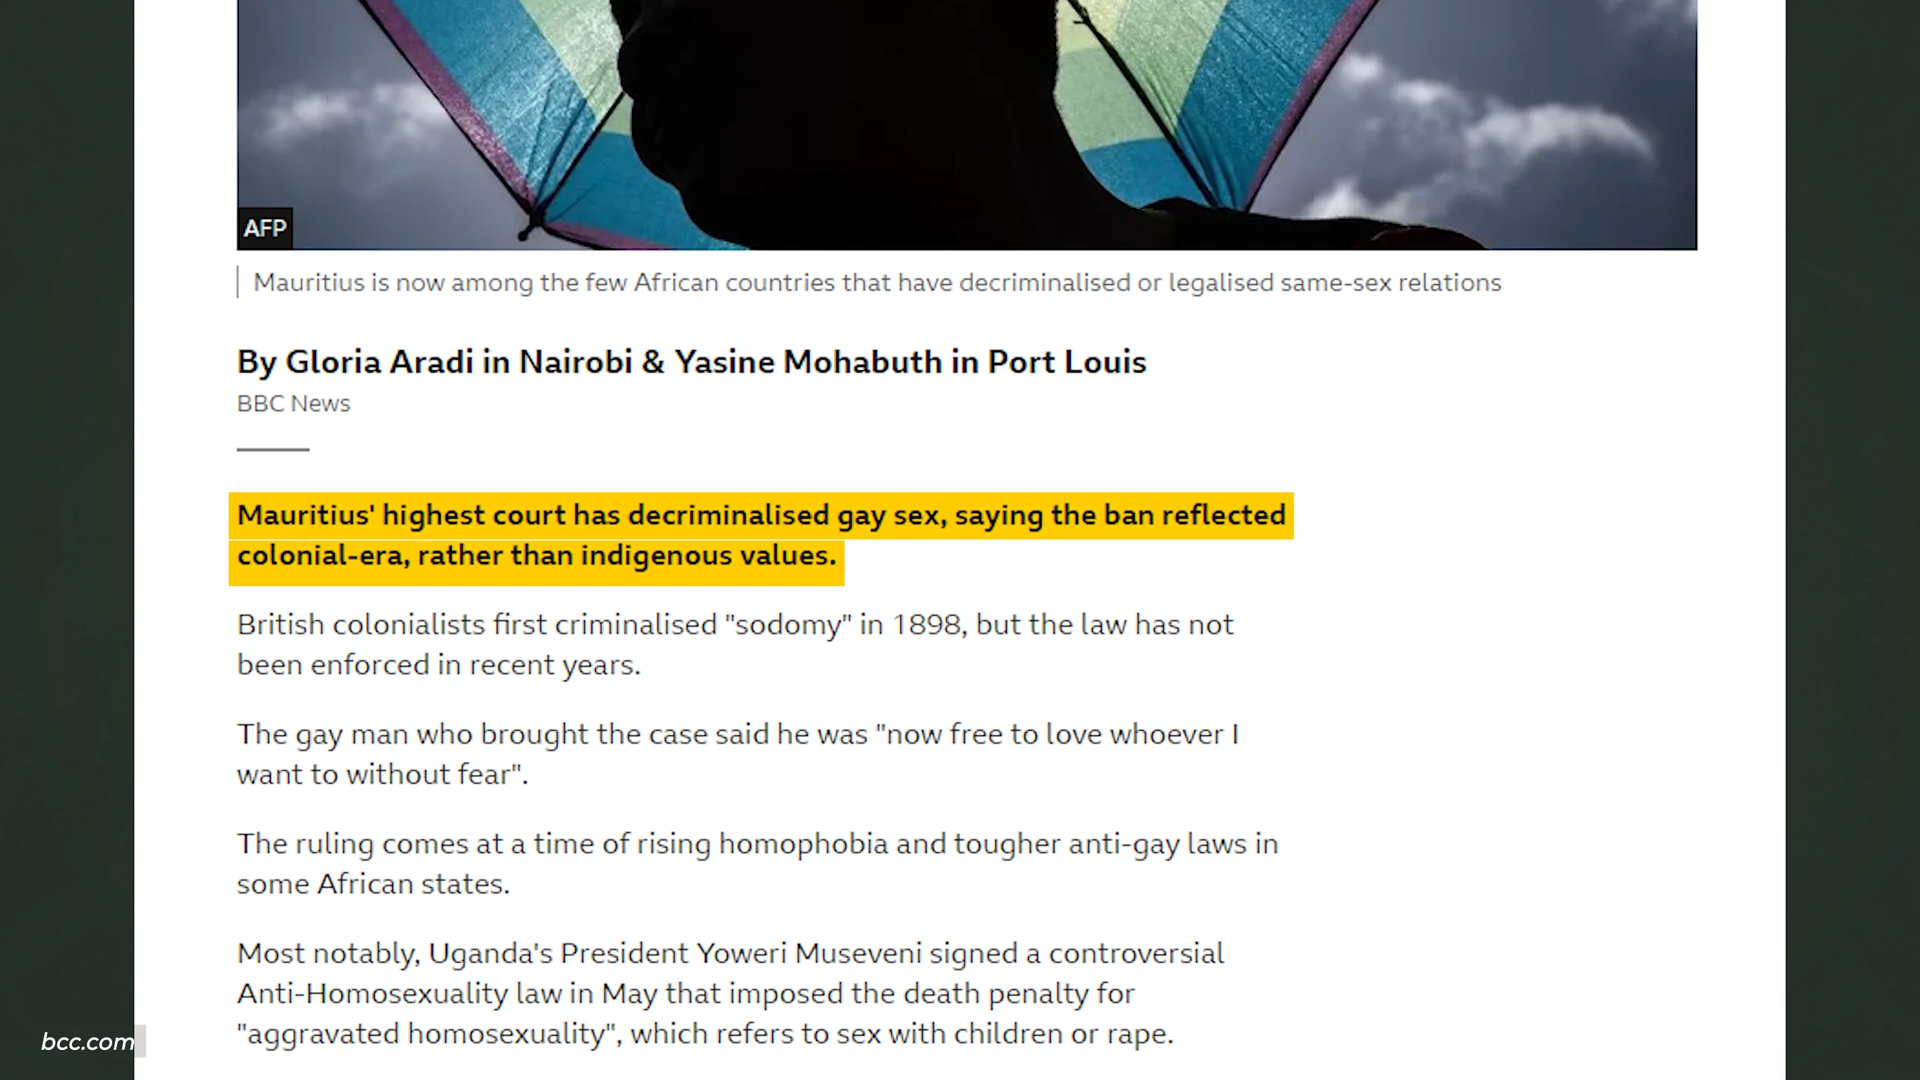 AFP
Mauritius is now among the few African countries that have decriminalised or legalised same-sex relations
By Gloria Aradi in Nairobi & Yasine Mohabuth in Port Louis
BBC News
Mauritius' highest court has decriminalised gay sex, saying the ban reflected
colonial-era, rather than indigenous values.
British colonialists first criminalised "sodomy" in 1898, but the law has not
been enforced in recent years.
The gay man who brought the case said he was "now free to love whoever I
want to without fear".
The ruling comes at a time of rising homophobia and tougher anti-gay laws in
some African states.
Most notably, Uganda's President Yoweri Museveni signed a controversial
Anti-Homosexuality law in May that imposed the death penalty for
"aggravated homosexuality", which refers to sex with children or rape.
bcc.com